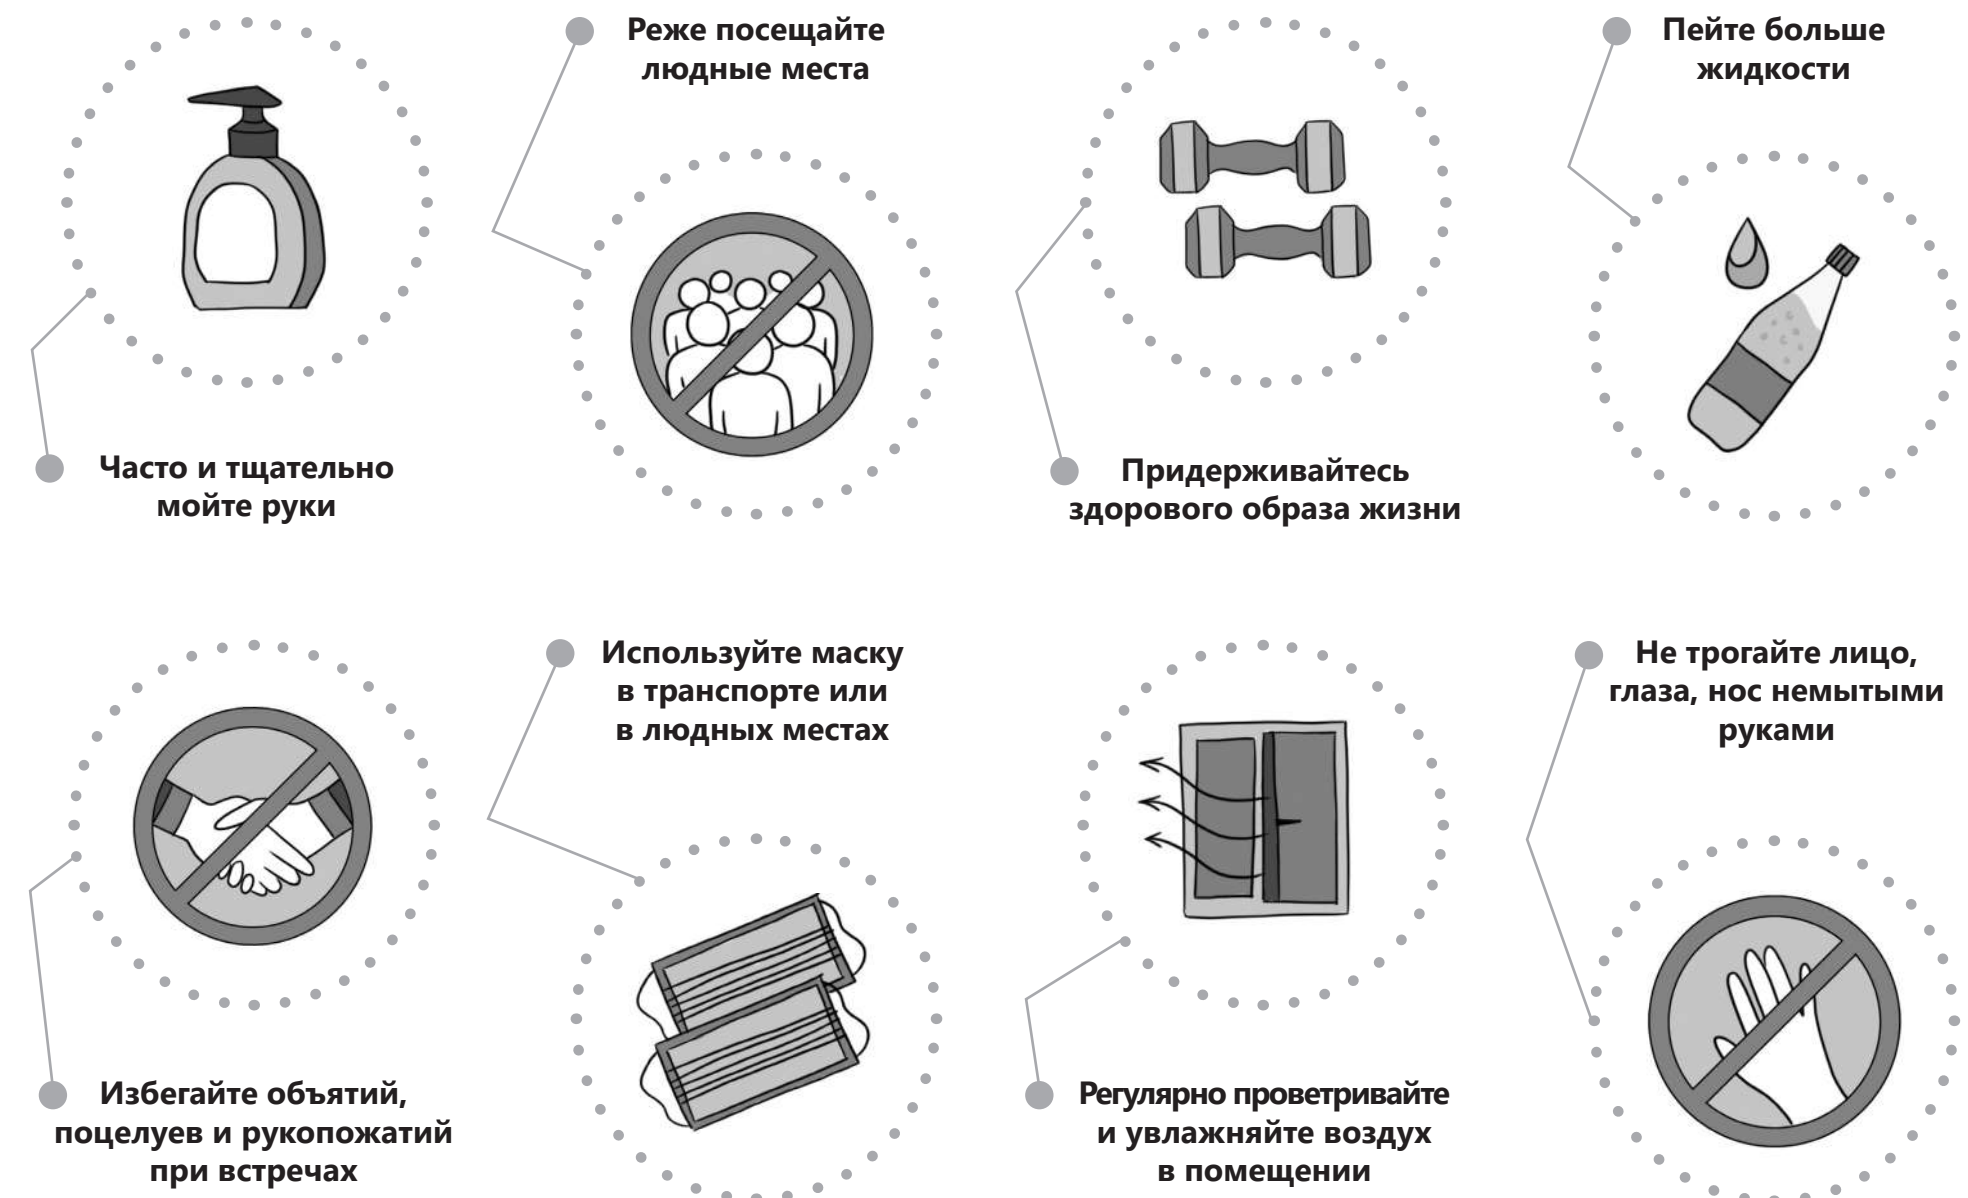 Часто и тщательно
мойте руки
Реже посещайте
людные места
Придерживайтесь
здорового образа жизни
Пейте больше
жидкости
Избегайте объятий,
поцелуев и рукопожатий
при встречах
Используйте маску
в транспорте или
в людных местах
Регулярно проветривайте
и увлажняйте воздух
в помещении
Не трогайте лицо,
глаза, нос немытыми
руками